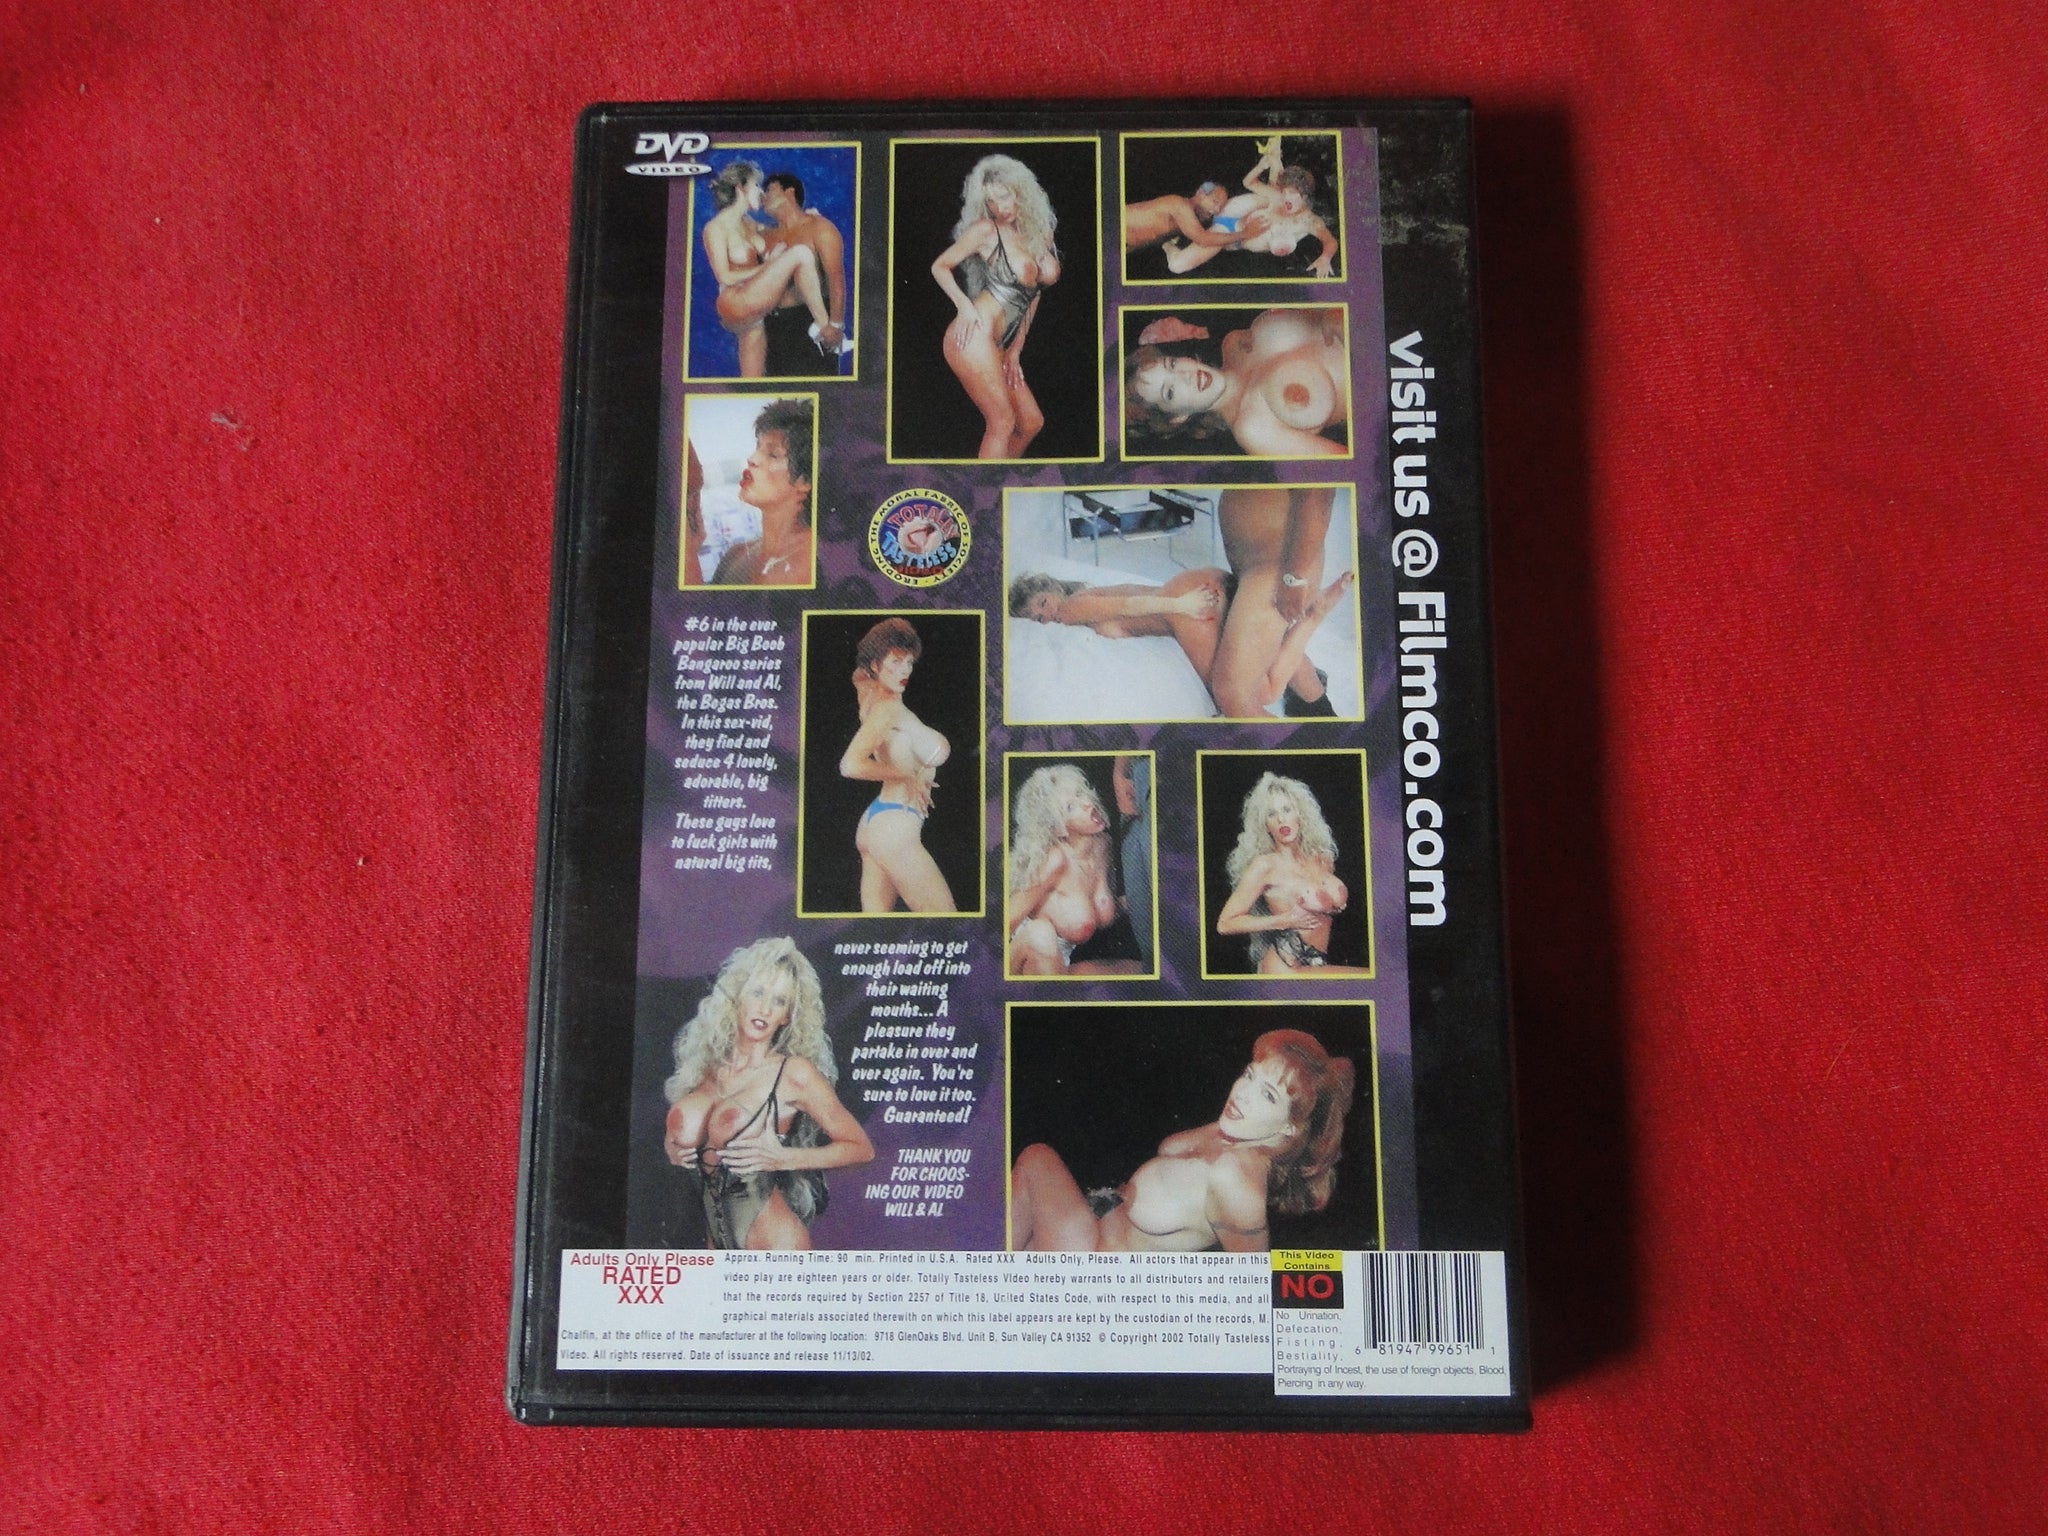 DVD
VIDEO
visit us @ Filmco.com
ERODING THE MORAL FABRIC OF SOCIETY
TOTALLY
TASTELESS
VIDEO
#6 in the ever
popular Big Boob
Bangaroo series
from Will and Al,
the Bogas Bros.
In this sex-vid,
they find and
seduce 4 lovely,
adorable, big
titters.
These guys love
to fuck girls with
natural big tits,
never seeming to get
enough load off into
their waiting
mouths... A
pleasure they
partake in over and
over again. You're
sure to love it too.
Guaranteed!
THANK YOU
FOR CHOOS-
ING OUR VIDEO
WILL & AL
Adults Only Please
RATED
XXX
Approx. Running Time: 90 min. Printed in U.S.A. Rated XXX Adults Only, Please. All actors that appear in this
video play are eighteen years or older. Totally Tasteless Video hereby warrants to all distributors and retailers
that the records required by Section 2257 of Title 18, United States Code, with respect to this media, and all
graphical materials associated therewith on which this label appears are kept by the custodian of the records, M.
Chalfin, at the office of the manufacturer at the following location: 9718 GlenOaks Blvd. Unit B, Sun Valley CA 91352 © Copyright 2002 Totally Tasteless
Video. All rights reserved. Date of issuance and release 11/13/02.
This Video
Contains
NO
No Urination,
Defecation,
Fisting,
Bestiality,
Portraying of Incest, the use of foreign objects, Blood,
Piercing in any way.
6 81947 99651 1